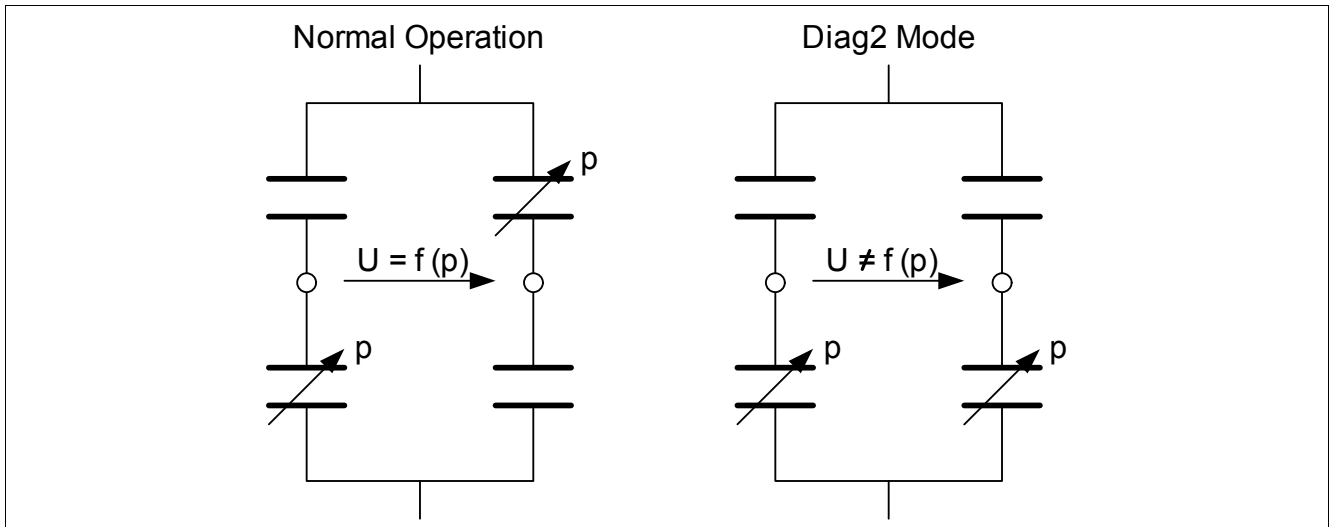 Normal Operation
Diag2 Mode
p
U = f (p)
U ≠ f (p)
p
p
p